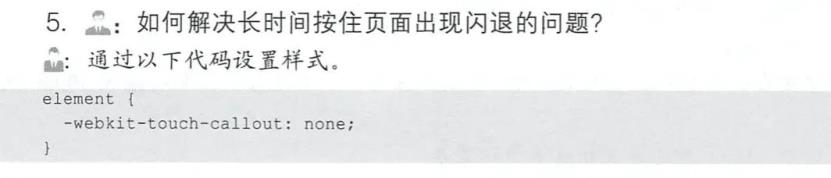 5. ：如何解决长时间按住页面出现闪退的问题？
：通过以下代码设置样式。
element {
  -webkit-touch-callout: none;
}